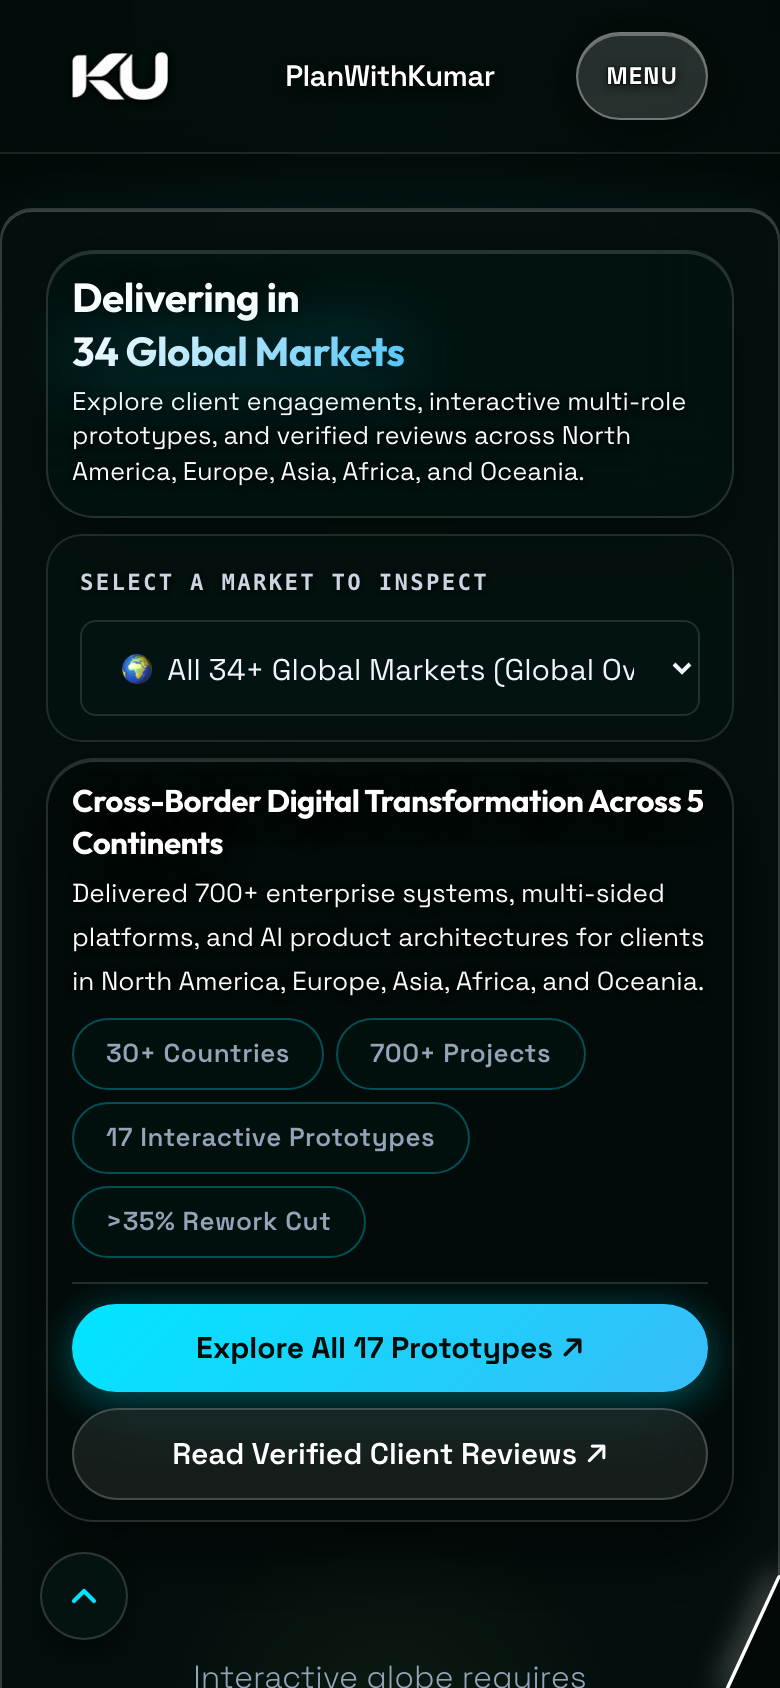 KU
PlanWithKumar
MENU
Delivering in
34 Global Markets
Explore client engagements, interactive multi-role
prototypes, and verified reviews across North
America, Europe, Asia, Africa, and Oceania.
SELECT A MARKET TO INSPECT
🌍 All 34+ Global Markets (Global Ov
Cross-Border Digital Transformation Across 5
Continents
Delivered 700+ enterprise systems, multi-sided
platforms, and AI product architectures for clients
in North America, Europe, Asia, Africa, and Oceania.
30+ Countries
700+ Projects
17 Interactive Prototypes
>35% Rework Cut
Explore All 17 Prototypes ↗
Read Verified Client Reviews ↗
Interactive globe requires